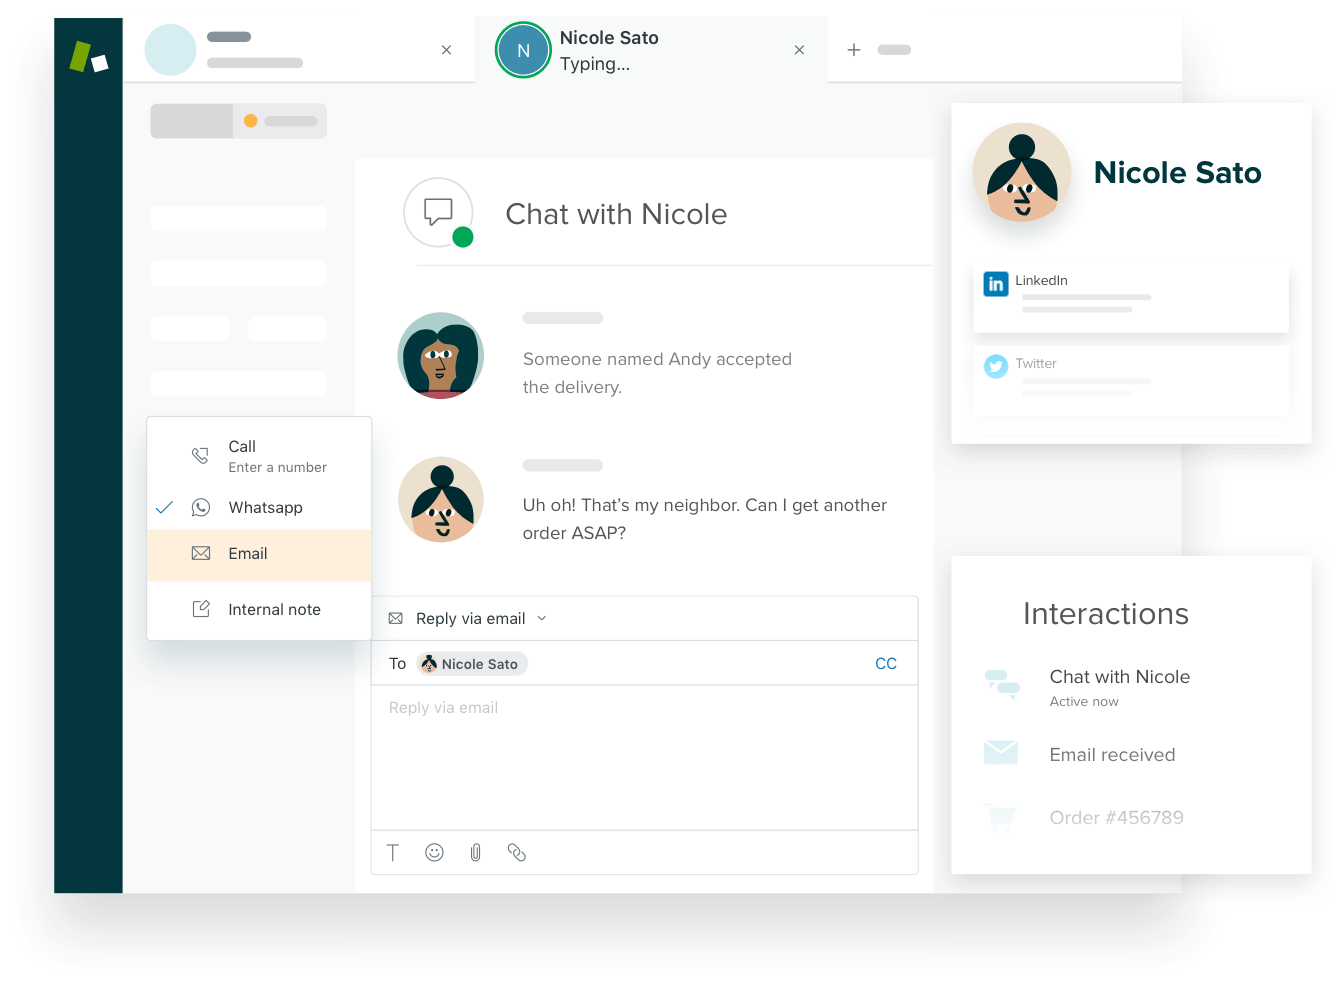 Nicole Sato
Typing...
N
Chat with Nicole
Someone named Andy accepted
the delivery.
Uh oh! That’s my neighbor. Can I get another
order ASAP?
Call
Enter a number
Whatsapp
Email
Internal note
Reply via email
To Nicole Sato CC
Reply via email
Nicole Sato
in LinkedIn
Twitter
Interactions
Chat with Nicole
Active now
Email received
Order #456789